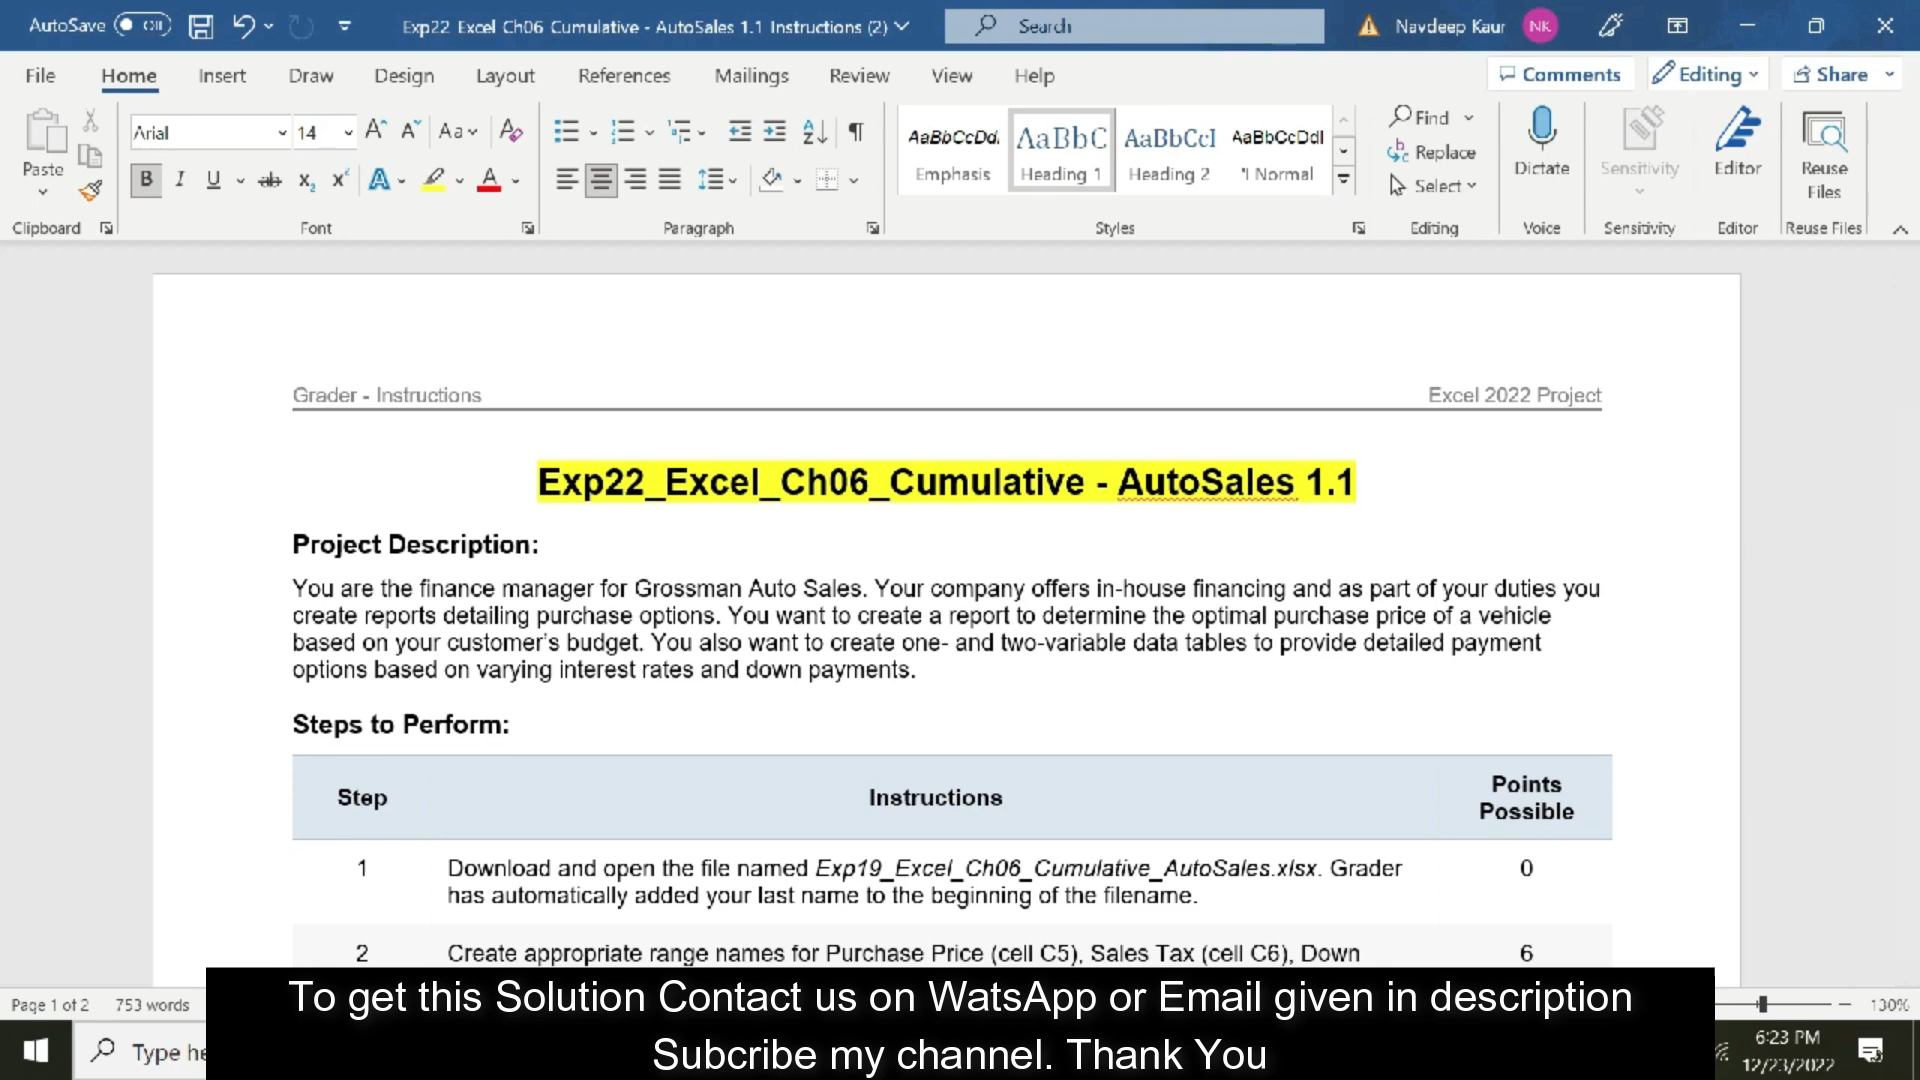 AutoSave Off Exp22 Excel Ch06 Cumulative - AutoSales 1.1 Instructions (2) Search Navdeep Kaur NK
File Home Insert Draw Design Layout References Mailings Review View Help Comments Editing Share
Arial 14 Aa AaBbCcDd. AaBbC AaBbCcI AaBbCcDdI Find
Paste Replace
B I U ab x₂ x² A A Emphasis Heading 1 Heading 2 ¶ Normal Select Dictate Sensitivity Editor Reuse Files
Clipboard Font Paragraph Styles Editing Voice Sensitivity Editor Reuse Files
Grader - Instructions Excel 2022 Project
Exp22_Excel_Ch06_Cumulative - AutoSales 1.1
Project Description:
You are the finance manager for Grossman Auto Sales. Your company offers in-house financing and as part of your duties you
create reports detailing purchase options. You want to create a report to determine the optimal purchase price of a vehicle
based on your customer's budget. You also want to create one- and two-variable data tables to provide detailed payment
options based on varying interest rates and down payments.
Steps to Perform:
Step Instructions Points Possible
1 Download and open the file named Exp19_Excel_Ch06_Cumulative_AutoSales.xlsx. Grader 0
has automatically added your last name to the beginning of the filename.
2 Create appropriate range names for Purchase Price (cell C5), Sales Tax (cell C6), Down 6
Page 1 of 2 753 words 130%
To get this Solution Contact us on WatsApp or Email given in description
Subcribe my channel. Thank You
Type he
6:23 PM
12/23/2022